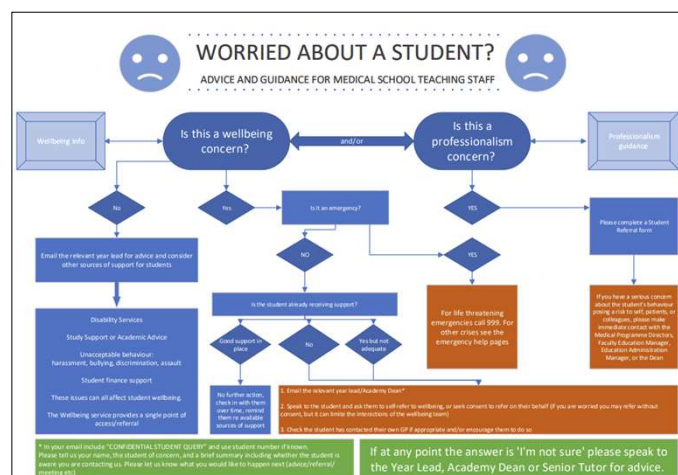 WORRIED ABOUT A STUDENT?
ADVICE AND GUIDANCE FOR MEDICAL SCHOOL TEACHING STAFF
Wellbeing Info
Is this a wellbeing
concern?
and/or
Is this a
professionalism
concern?
Professionalism
guidance
No
Yes
Is it an emergency?
YES
Please complete a Student
Referral form
Email the relevant year lead for advice and consider
other sources of support for students
NO
YES
Disability Services
Study Support or Academic Advice
Unacceptable behaviour:
harassment, bullying, discrimination, assault
Student finance support
These issues can all affect student wellbeing.
The Wellbeing service provides a single point of
access/referral
Is the student already receiving support?
For life threatening
emergencies call 999. For
other crises see the
emergency help pages
If you have a serious concern
about the student's behaviour
posing a risk to self, patients, or
colleagues, please make
immediate contact with the
Medical Programme Directors,
Faculty Education Manager,
Education Administration
Manager, or the Dean
Good support in
place
No
Yes but not
adequate
No further action,
check in with them
over time, remind
them re available
sources of support
1. Email the relevant year lead/Academy Dean*
2. Speak to the student and ask them to self-refer to wellbeing, or seek consent to refer on their behalf (If you are worried you may refer without
consent, but it can limit the interactions of the wellbeing team)
3. Check the student has contacted their own GP if appropriate and/or encourage them to do so
* In your email include "CONFIDENTIAL STUDENT QUERY" and use student number if known.
Please tell us your name, the student of concern, and a brief summary including whether the student is
aware you are contacting us. Please let us know what you would like to happen next (advice/referral/
meeting etc)
If at any point the answer is 'I'm not sure' please speak to
the Year Lead, Academy Dean or Senior Tutor for advice.